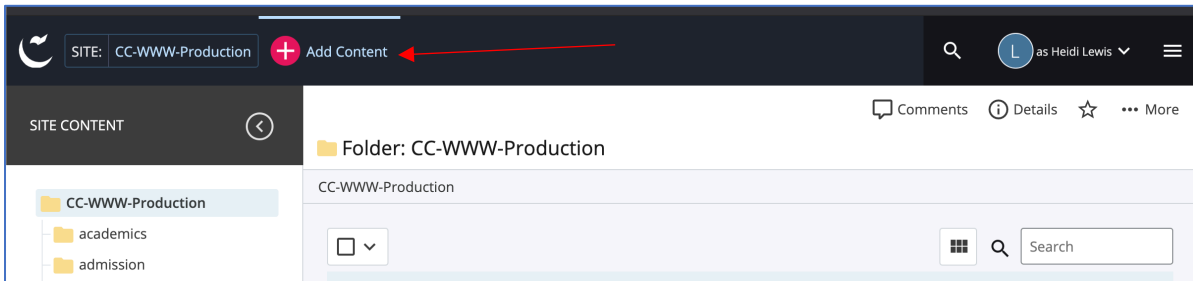 SITE: CC-WWW-Production Add Content L as Heidi Lewis
Comments Details More
SITE CONTENT
Folder: CC-WWW-Production
CC-WWW-Production
CC-WWW-Production
academics
admission
Search